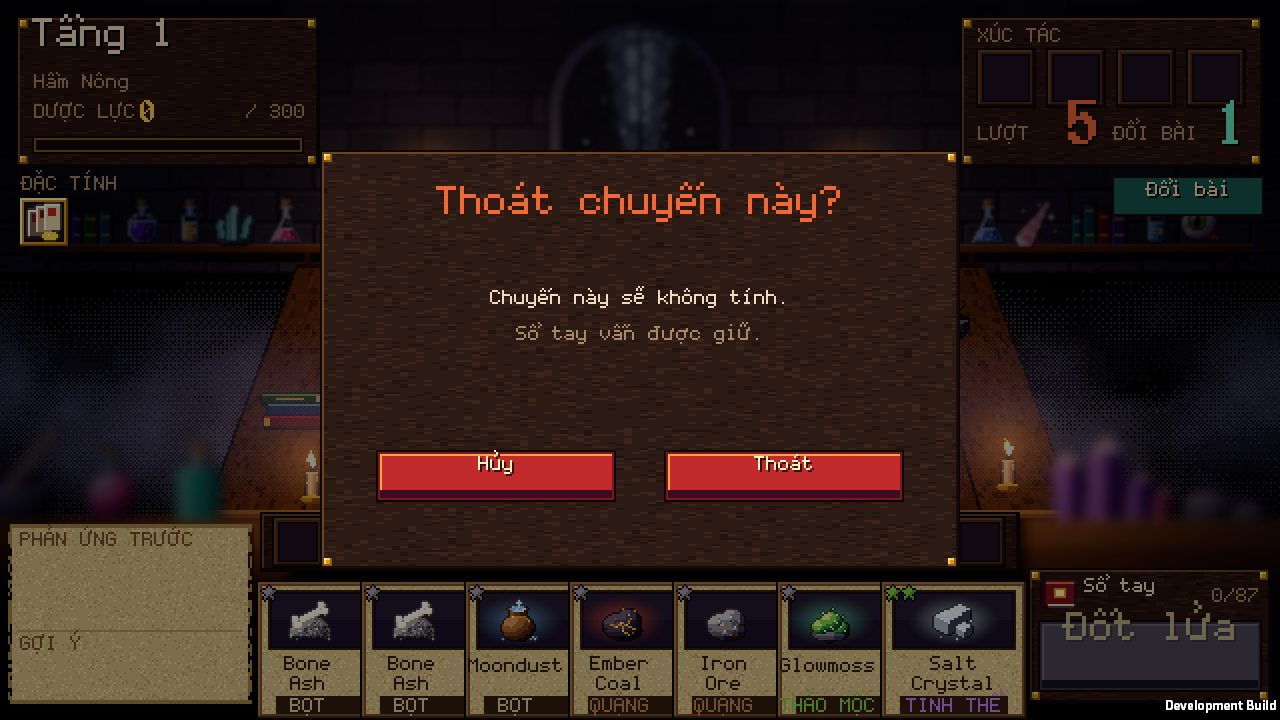 Tầng 1
Hầm Nông
DƯỢC LỰC 0 / 300
ĐẶC TÍNH
XÚC TÁC
LƯỢT 5 ĐỔI BÀI 1
Đổi bài
Thoát chuyến này?
Chuyến này sẽ không tính.
Sổ tay vẫn được giữ.
Hủy
Thoát
PHẢN ỨNG TRƯỚC
GỢI Ý
Bone Ash
BỘT
Bone Ash
BỘT
Moondust
BỘT
Ember Coal
QUẶNG
Iron Ore
QUẶNG
Glowmoss
THẢO MỘC
Salt Crystal
TINH THỂ
Sổ tay
0/87
Đốt lửa
Development Build